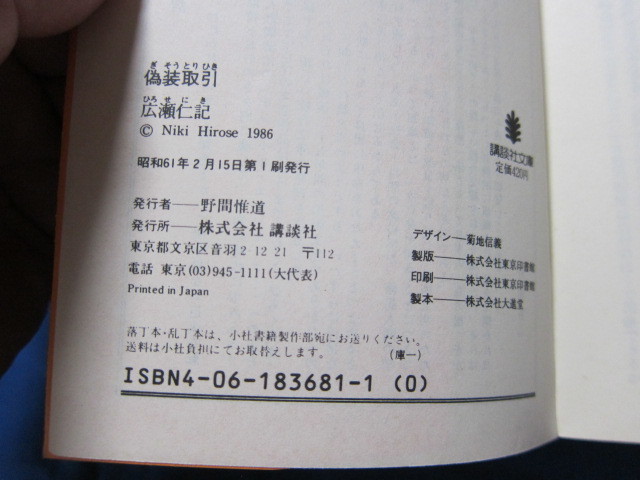 ぎそうとりひき
偽装取引
ひろせにき
広瀬仁記
© Niki Hirose 1986
昭和61年2月15日第1刷発行
発行者―野間惟道
発行所―株式会社 講談社
東京都文京区音羽2 12 21 〒112
電話 東京(03)945-1111(大代表)
Printed in Japan
講談社文庫
定価420円
デザイン―菊地信義
製版―株式会社東京印書館
印刷―株式会社東京印書館
製本―株式会社大進堂
落丁本・乱丁本は、小社書籍製作部宛にお送りください。
送料は小社負担にてお取替えします。 (庫一)
ISBN4-06-183681-1 (0)